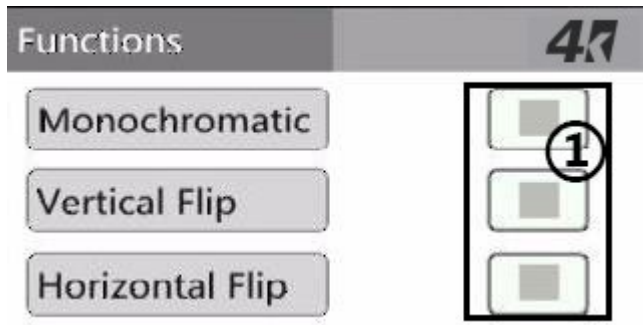 Functions 4K
Monochromatic
①
Vertical Flip
Horizontal Flip